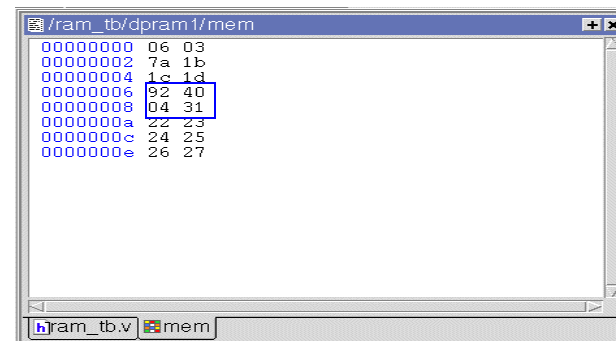 /ram_tb/dpram1/mem
00000000 06 03
00000002 7a 1b
00000004 1c 1d
00000006 92 40
00000008 04 31
0000000a 22 23
0000000c 24 25
0000000e 26 27
h ram_tb.v mem